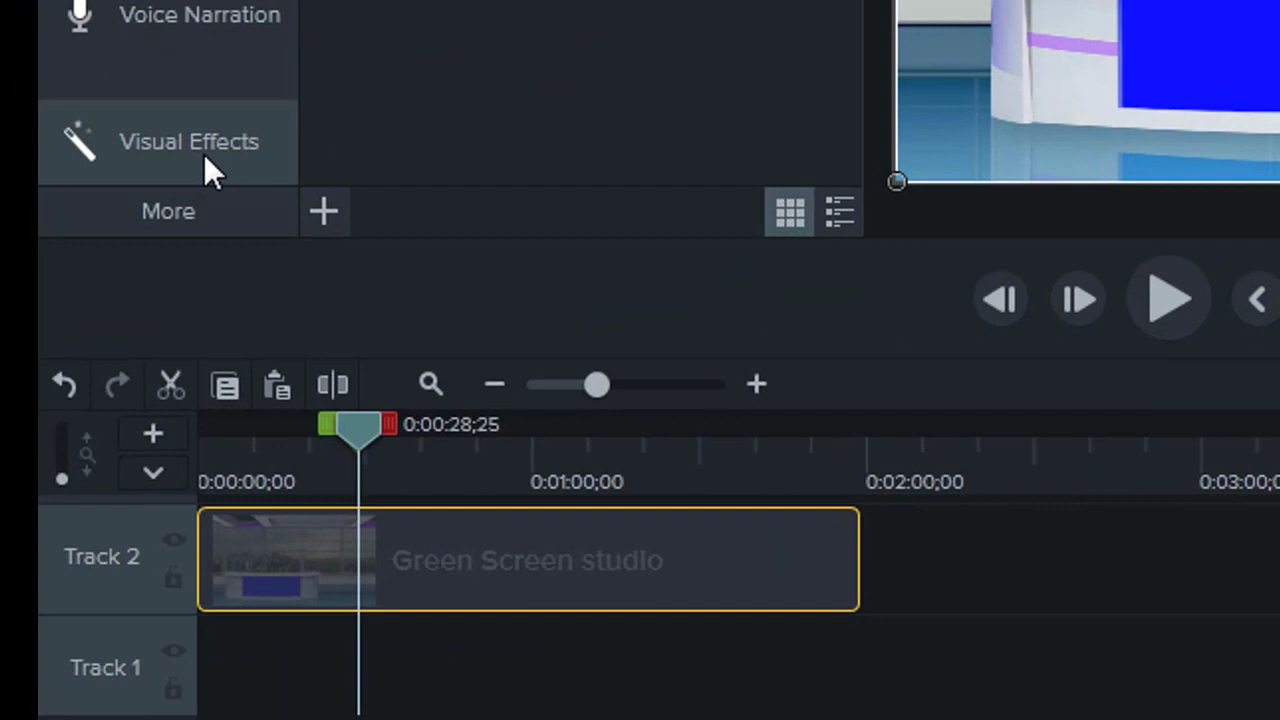 Voice Narration
Visual Effects
More
0:00:28;25
0:00:00;00
0:01:00;00
0:02:00;00
0:03:00;
Track 2
Green Screen studio
Track 1